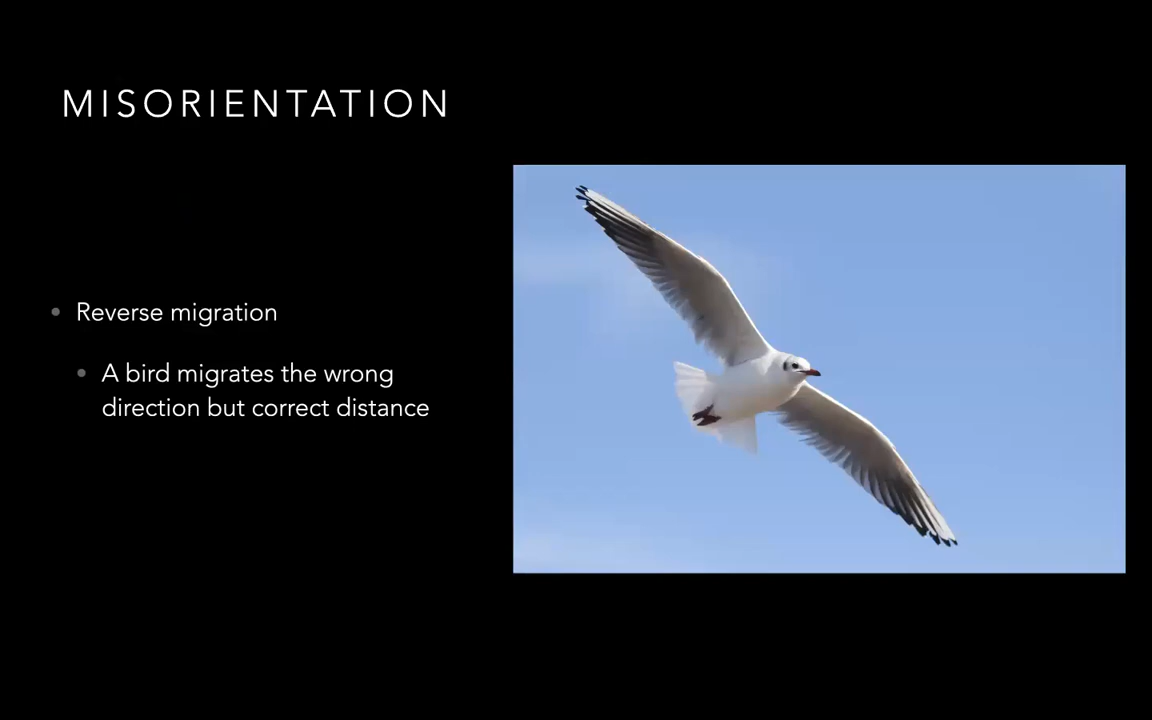 MISORIENTATION
• Reverse migration
• A bird migrates the wrong
direction but correct distance